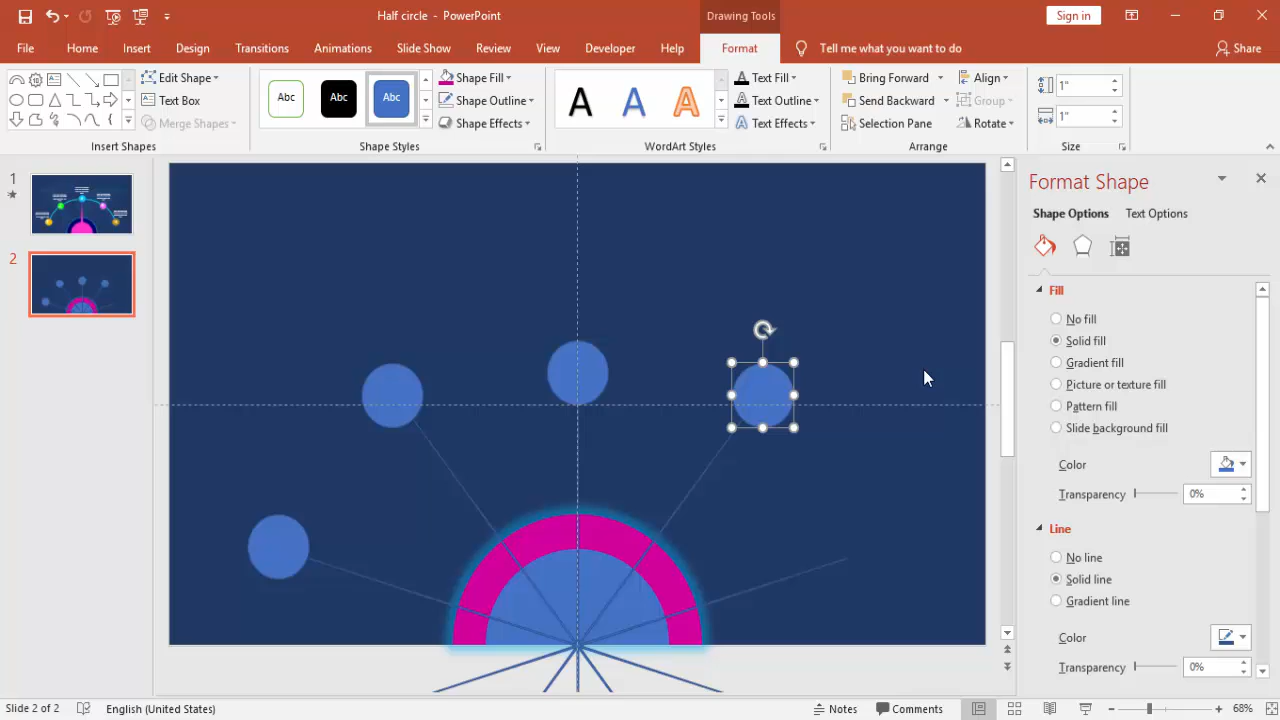 Half circle - PowerPoint
Drawing Tools
Sign in
File
Home
Insert
Design
Transitions
Animations
Slide Show
Review
View
Developer
Help
Format
Tell me what you want to do
Share
Edit Shape
Text Box
Merge Shapes
Insert Shapes
Abc
Abc
Abc
Shape Fill
Shape Outline
Shape Effects
Shape Styles
A
A
A
Text Fill
Text Outline
Text Effects
WordArt Styles
Bring Forward
Send Backward
Selection Pane
Align
Group
Rotate
Arrange
1"
1"
Size
1
2
Format Shape
Shape Options
Text Options
Fill
No fill
Solid fill
Gradient fill
Picture or texture fill
Pattern fill
Slide background fill
Color
Transparency
0%
Line
No line
Solid line
Gradient line
Color
Transparency
0%
Slide 2 of 2
English (United States)
Notes
Comments
68%